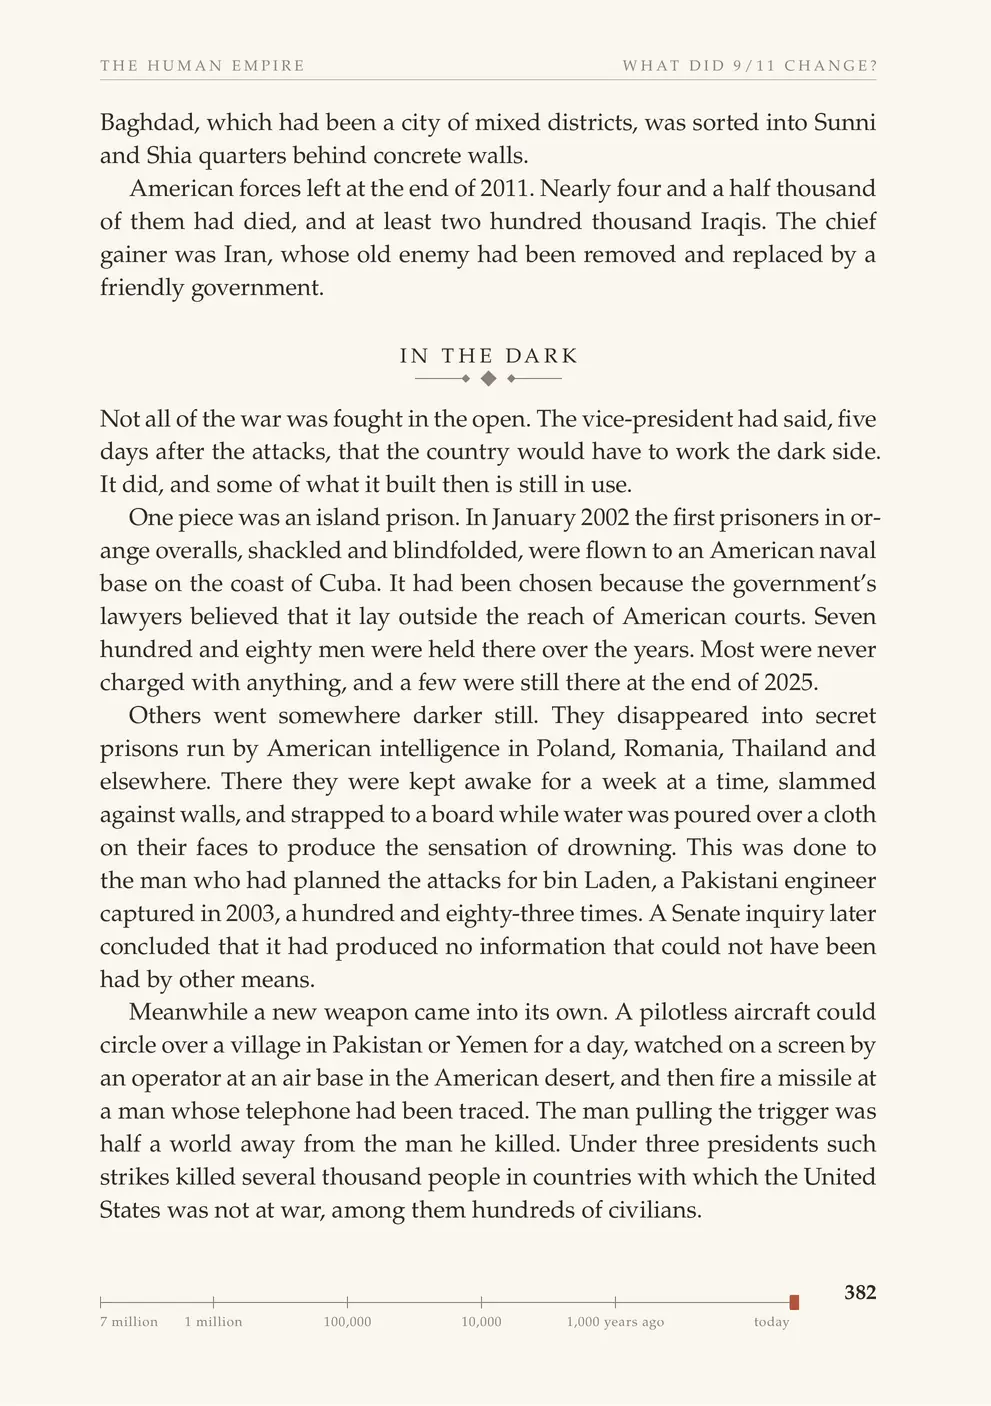 THE HUMAN EMPIRE
WHAT DID 9/11 CHANGE?
Baghdad, which had been a city of mixed districts, was sorted into Sunni
and Shia quarters behind concrete walls.
American forces left at the end of 2011. Nearly four and a half thousand
of them had died, and at least two hundred thousand Iraqis. The chief
gainer was Iran, whose old enemy had been removed and replaced by a
friendly government.
IN THE DARK
Not all of the war was fought in the open. The vice-president had said, five
days after the attacks, that the country would have to work the dark side.
It did, and some of what it built then is still in use.
One piece was an island prison. In January 2002 the first prisoners in or-
ange overalls, shackled and blindfolded, were flown to an American naval
base on the coast of Cuba. It had been chosen because the government’s
lawyers believed that it lay outside the reach of American courts. Seven
hundred and eighty men were held there over the years. Most were never
charged with anything, and a few were still there at the end of 2025.
Others went somewhere darker still. They disappeared into secret
prisons run by American intelligence in Poland, Romania, Thailand and
elsewhere. There they were kept awake for a week at a time, slammed
against walls, and strapped to a board while water was poured over a cloth
on their faces to produce the sensation of drowning. This was done to
the man who had planned the attacks for bin Laden, a Pakistani engineer
captured in 2003, a hundred and eighty-three times. A Senate inquiry later
concluded that it had produced no information that could not have been
had by other means.
Meanwhile a new weapon came into its own. A pilotless aircraft could
circle over a village in Pakistan or Yemen for a day, watched on a screen by
an operator at an air base in the American desert, and then fire a missile at
a man whose telephone had been traced. The man pulling the trigger was
half a world away from the man he killed. Under three presidents such
strikes killed several thousand people in countries with which the United
States was not at war, among them hundreds of civilians.
382
7 million 1 million 100,000 10,000 1,000 years ago today